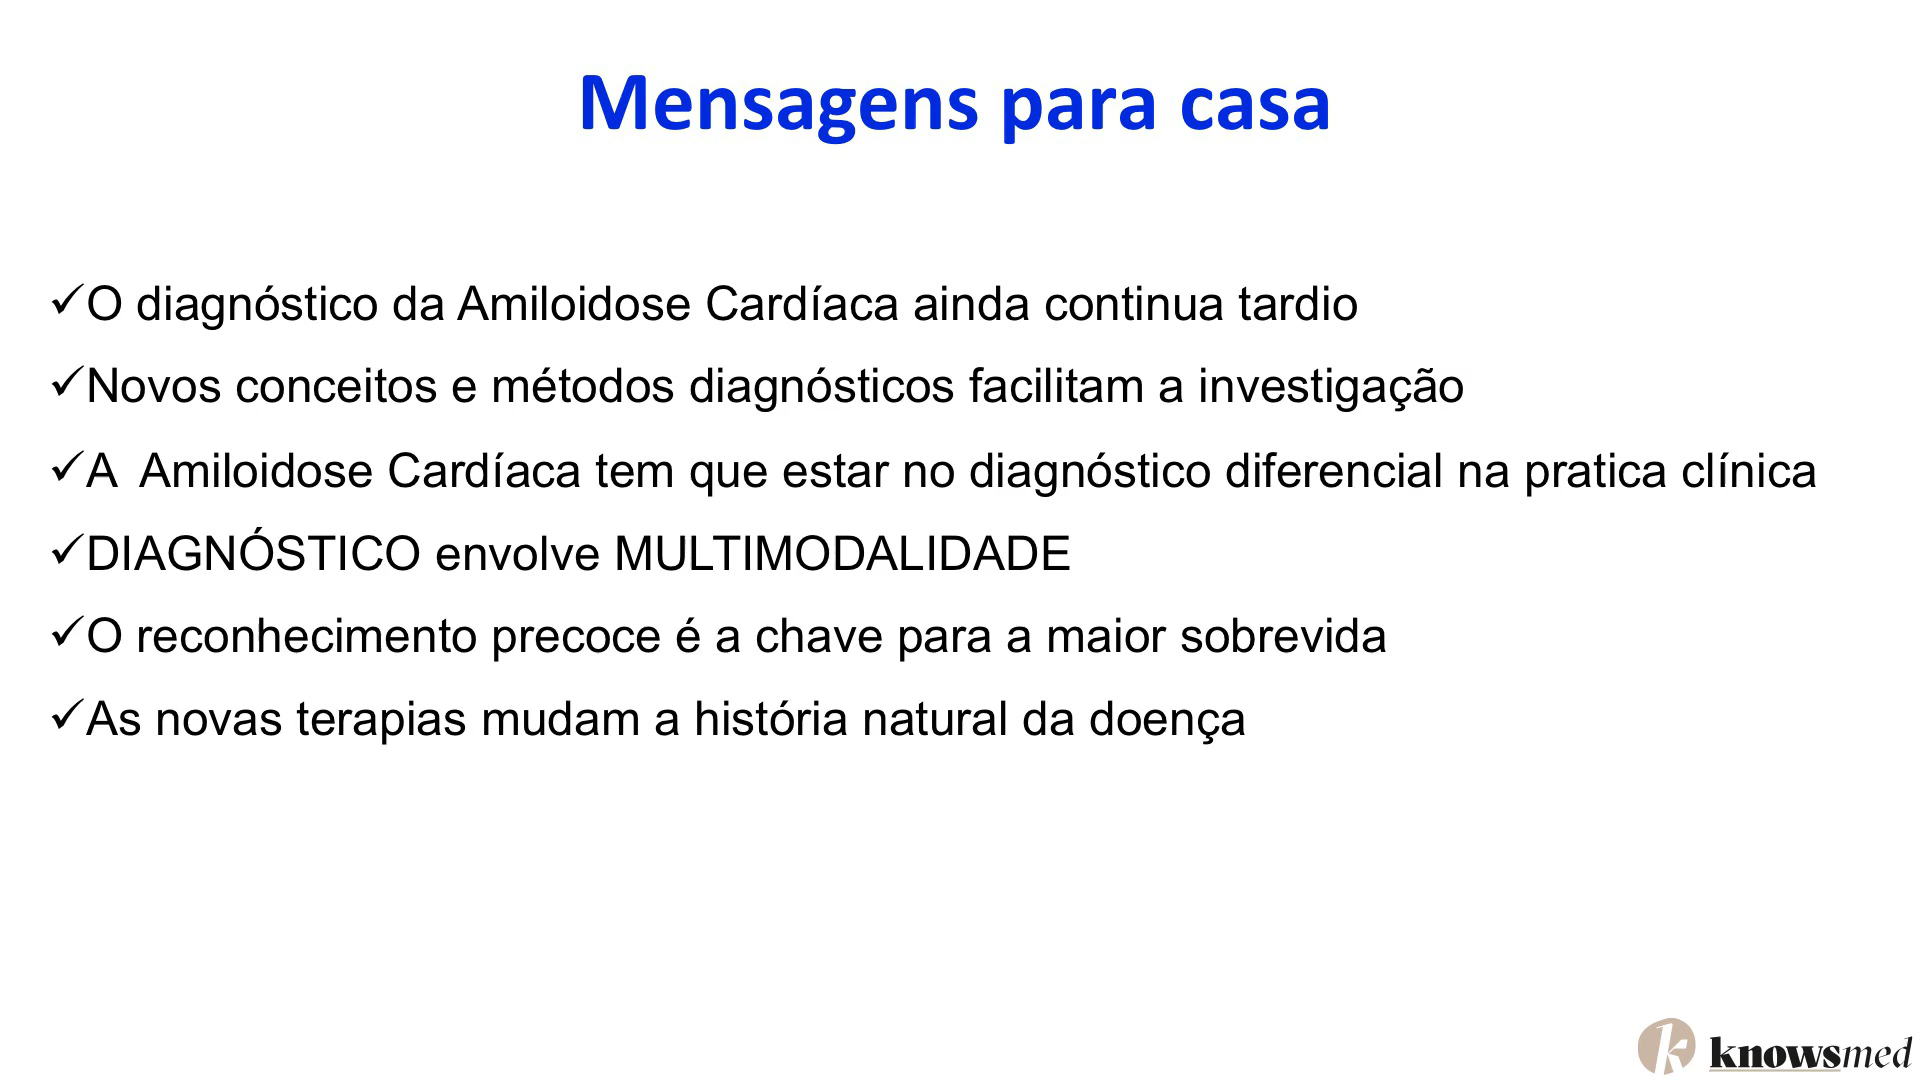 Mensagens para casa
✓O diagnóstico da Amiloidose Cardíaca ainda continua tardio
✓Novos conceitos e métodos diagnósticos facilitam a investigação
✓A  Amiloidose Cardíaca tem que estar no diagnóstico diferencial na pratica clínica
✓DIAGNÓSTICO envolve MULTIMODALIDADE
✓O reconhecimento precoce é a chave para a maior sobrevida
✓As novas terapias mudam a história natural da doença
k knowsmed